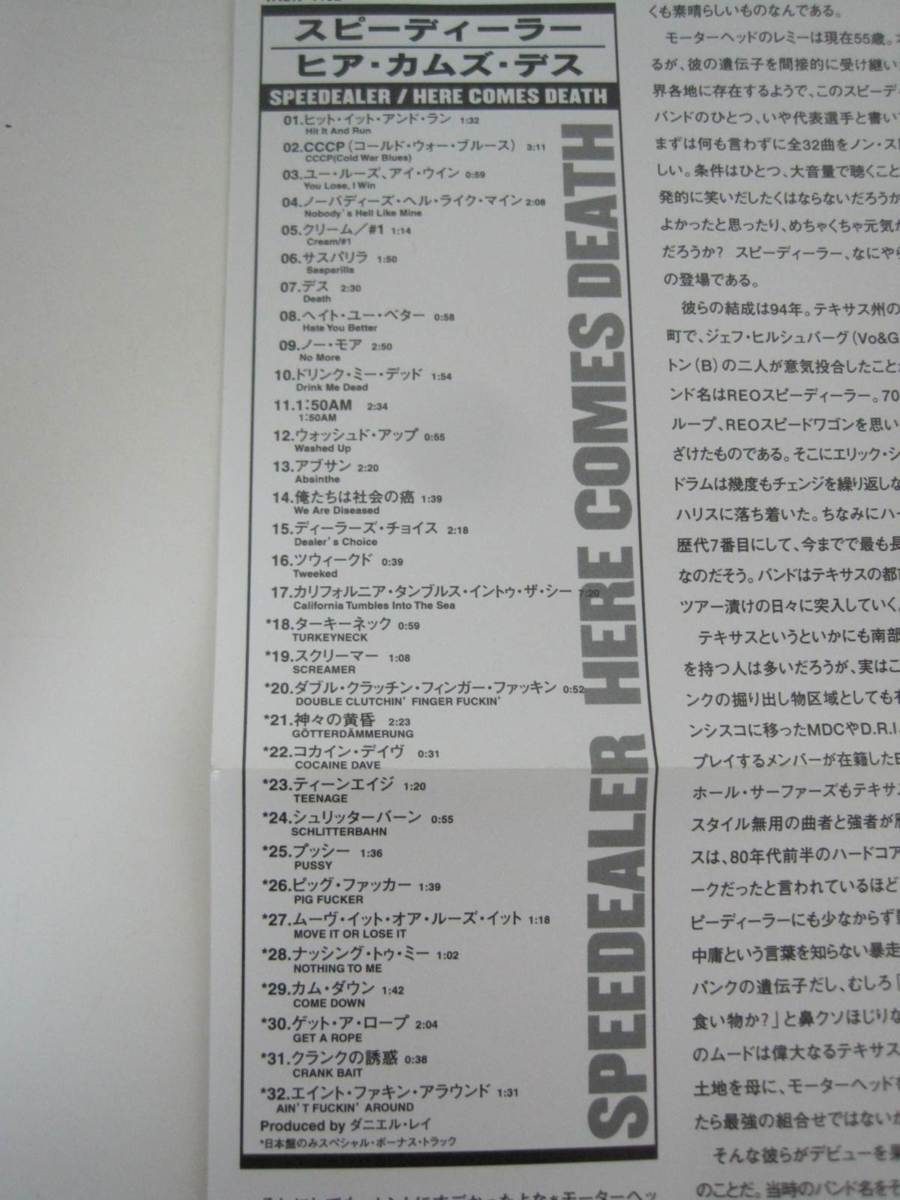 スピーディーラー
ヒア・カムズ・デス
SPEEDEALER / HERE COMES DEATH
01.ヒット・イット・アンド・ラン 1:32
Hit It And Run
02.CCCP(コールド・ウォー・ブルース) 3:11
CCCP(Cold War Blues)
03.ユー・ルーズ、アイ・ウイン 0:59
You Lose, I Win
04.ノーバディーズ・ヘル・ライク・マイン 2:08
Nobody's Hell Like Mine
05.クリーム/#1 1:14
Cream/#1
06.サスパリラ 1:50
Sasparilla
07.デス 2:30
Death
08.ヘイト・ユー・ベター 0:58
Hate You Better
09.ノー・モア 2:50
No More
10.ドリンク・ミー・デッド 1:54
Drink Me Dead
11.1:50AM 2:34
1:50AM
12.ウォッシュド・アップ 0:55
Washed Up
13.アブサン 2:20
Absinthe
14.俺たちは社会の癌 1:39
We Are Diseased
15.ディーラーズ・チョイス 2:18
Dealer's Choice
16.ツウィークド 0:39
Tweeked
17.カリフォルニア・タンブルス・イントゥ・ザ・シー 7:20
California Tumbles Into The Sea
*18.ターキーネック 0:59
TURKEYNECK
*19.スクリーマー 1:08
SCREAMER
*20.ダブル・クラッチン・フィンガー・ファッキン 0:52
DOUBLE CLUTCHIN' FINGER FUCKIN'
*21.神々の黄昏 2:23
GÖTTERDÄMMERUNG
*22.コカイン・デイヴ 0:31
COCAINE DAVE
*23.ティーンエイジ 1:20
TEENAGE
*24.シュリッターバーン 0:55
SCHLITTERBAHN
*25.プッシー 1:36
PUSSY
*26.ピッグ・ファッカー 1:39
PIG FUCKER
*27.ムーヴ・イット・オア・ルーズ・イット 1:18
MOVE IT OR LOSE IT
*28.ナッシング・トゥ・ミー 1:02
NOTHING TO ME
*29.カム・ダウン 1:42
COME DOWN
*30.ゲット・ア・ロープ 2:04
GET A ROPE
*31.クランクの誘惑 0:38
CRANK BAIT
*32.エイント・ファキン・アラウンド 1:31
AIN'T FUCKIN' AROUND
Produced by ダニエル・レイ
*日本盤のみスペシャル・ボーナス・トラック
SPEEDEALER HERE COMES DEATH
くも素晴らしいものなんである。
モーターヘッドのレミーは現在55歳。
るが、彼の遺伝子を間接的に受け継い
界各地に存在するようで、このスピーデ
バンドのひとつ、いや代表選手と書い
まずは何も言わずに全32曲をノン・ス
しい。条件はひとつ、大音量で聴くこと
発的に笑いだしたくはならないだろうか
よかったと思ったり、めちゃくちゃ元気が
だろうか? スピーディーラー、なにやら
の登場である。
彼らの結成は94年。テキサス州の
町で、ジェフ・ヒルシュバーグ(Vo&G
トン(B)の二人が意気投合したことか
ンド名はREOスピーディーラー。70
ループ、REOスピードワゴンを思い
ざけたものである。そこにエリック・シ
ドラムは幾度もチェンジを繰り返しな
ハリスに落ち着いた。ちなみにハー
歴代7番目にして、今までで最も長
なのだそう。バンドはテキサスの都市
ツアー漬けの日々に突入していく。
テキサスというといかにも南部
を持つ人は多いだろうが、実はこ
ンクの掘り出し物区域としても有
ンシスコに移ったMDCやD.R.I.
プレイするメンバーが在籍した
ホール・サーファーズもテキサス
スタイル無用の曲者と強者が
スは、80年代前半のハードコア
ークだったと言われているほど
ピーディーラーにも少なからず
中庸という言葉を知らない暴走
パンクの遺伝子だし、むしろ「
食い物か?」と鼻クソほじりな
のムードは偉大なるテキサス
土地を母に、モーターヘッドを
たら最強の組合せではないか
そんな彼らがデビューを果
のことだ。当時のバンド名をそ